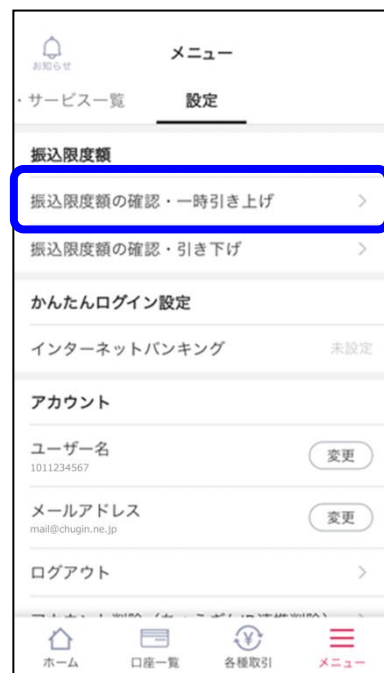 お知らせ
メニュー
・サービス一覧
設定
振込限度額
振込限度額の確認・一時引き上げ
振込限度額の確認・引き下げ
かんたんログイン設定
インターネットバンキング
未設定
アカウント
ユーザー名
変更
1011234567
メールアドレス
変更
mail@chugin.ne.jp
ログアウト
ホーム
口座一覧
各種取引
メニュー